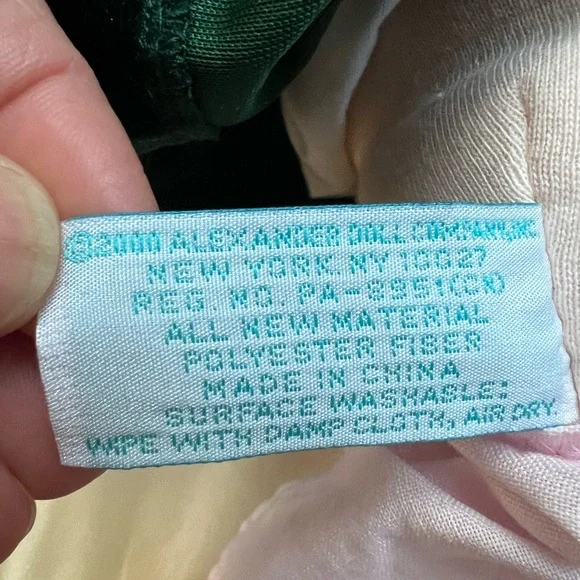 ©2000 ALEXANDER DOLL COMPANY, INC
NEW YORK NY 10027
REG. NO. PA-8951(CN)
ALL NEW MATERIAL
POLYESTER FIBER
MADE IN CHINA
SURFACE WASHABLE:
WIPE WITH DAMP CLOTH, AIR DRY